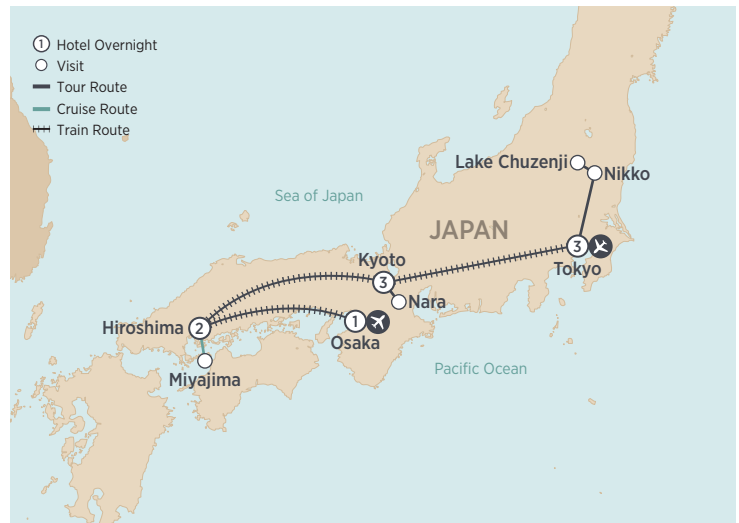 1 Hotel Overnight
Visit
Tour Route
Cruise Route
Train Route
Lake Chuzenji
Nikko
Sea of Japan
JAPAN
3
Tokyo
Kyoto
3
Nara
Hiroshima 2
1
Osaka
Miyajima
Pacific Ocean